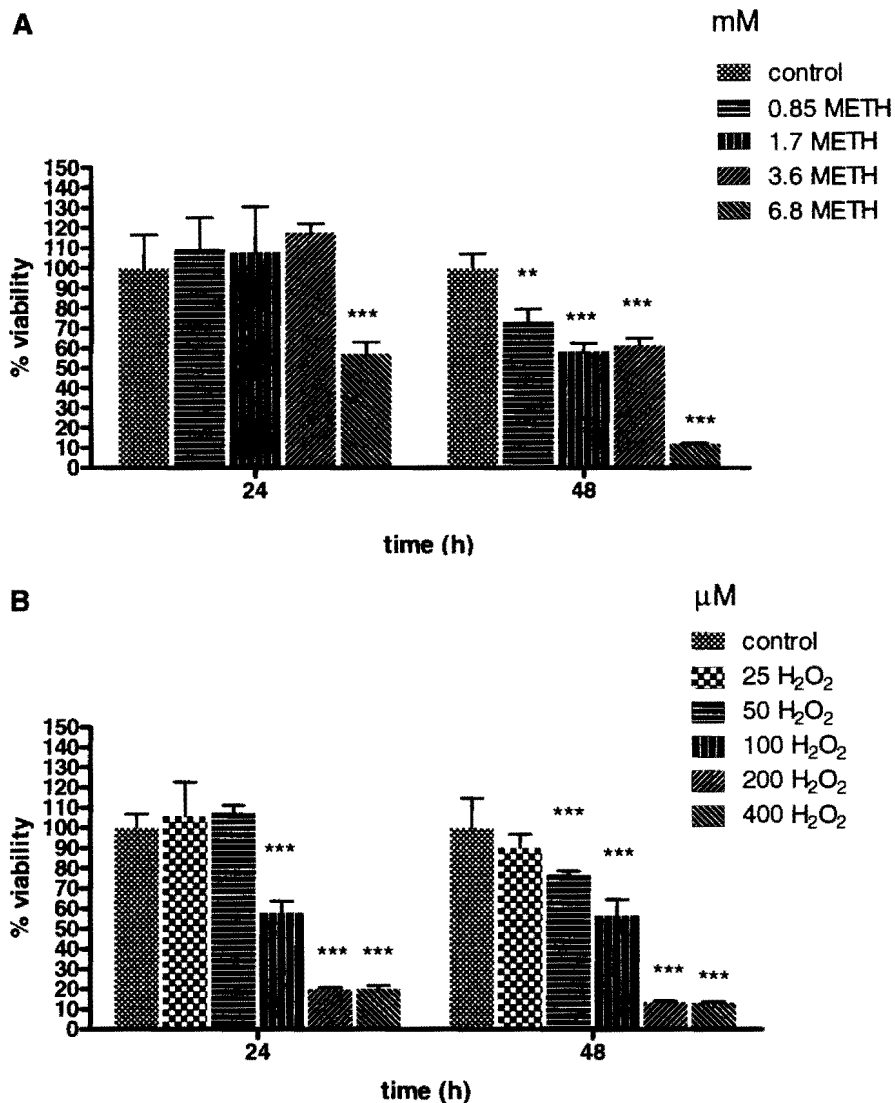 A
mM
control
0.85 METH
1.7 METH
3.6 METH
6.8 METH
150
140
130
120
110
100
90
80
70
60
50
40
30
20
10
0
% viability
***
**
***
***
***
24
48
time (h)
B
µM
control
25 H₂O₂
50 H₂O₂
100 H₂O₂
200 H₂O₂
400 H₂O₂
150
140
130
120
110
100
90
80
70
60
50
40
30
20
10
0
% viability
***
***
***
***
***
***
***
24
48
time (h)